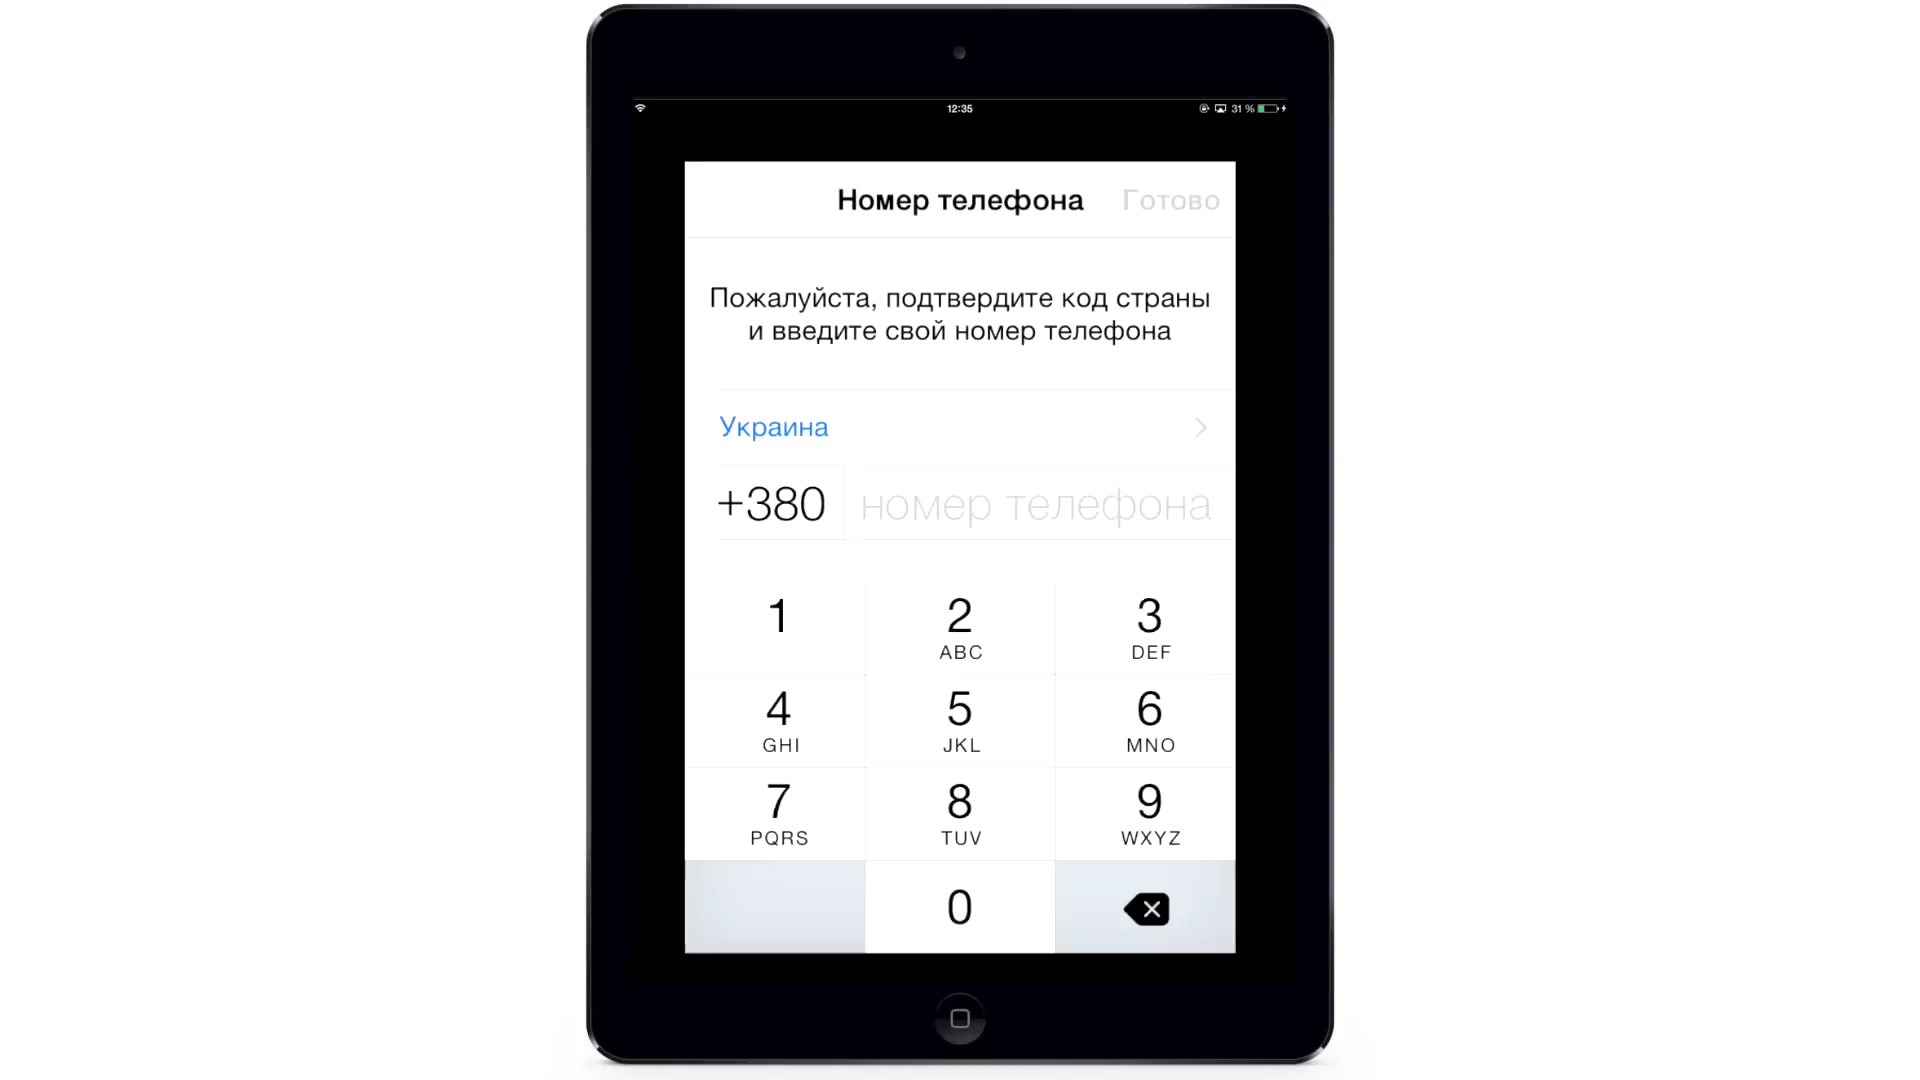 12:35
31 %
Номер телефона
Готово
Пожалуйста, подтвердите код страны
и введите свой номер телефона
Украина
+380
номер телефона
1
2
3
ABC
DEF
4
5
6
GHI
JKL
MNO
7
8
9
PQRS
TUV
WXYZ
0